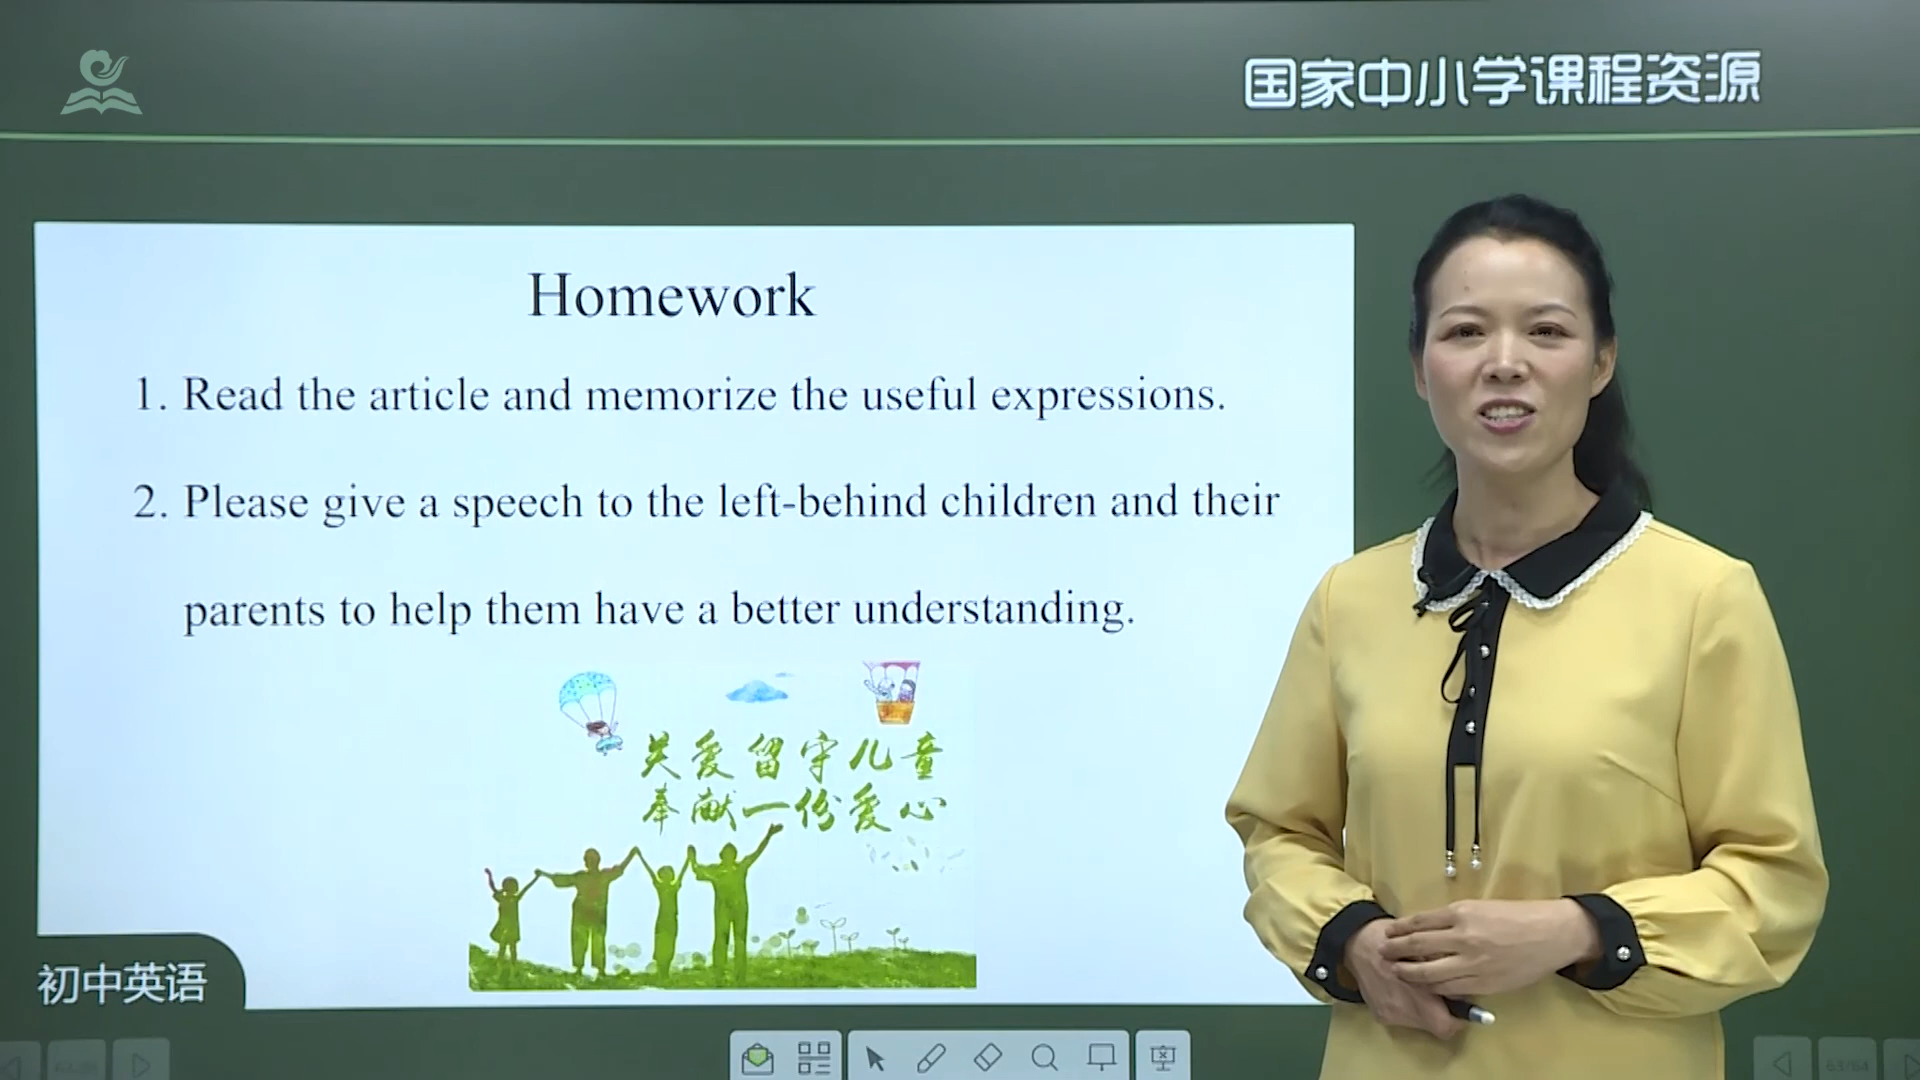 国家中小学课程资源
Homework
1. Read the article and memorize the useful expressions.
2. Please give a speech to the left-behind children and their
parents to help them have a better understanding.
关爱留守儿童
奉献一份爱心
初中英语